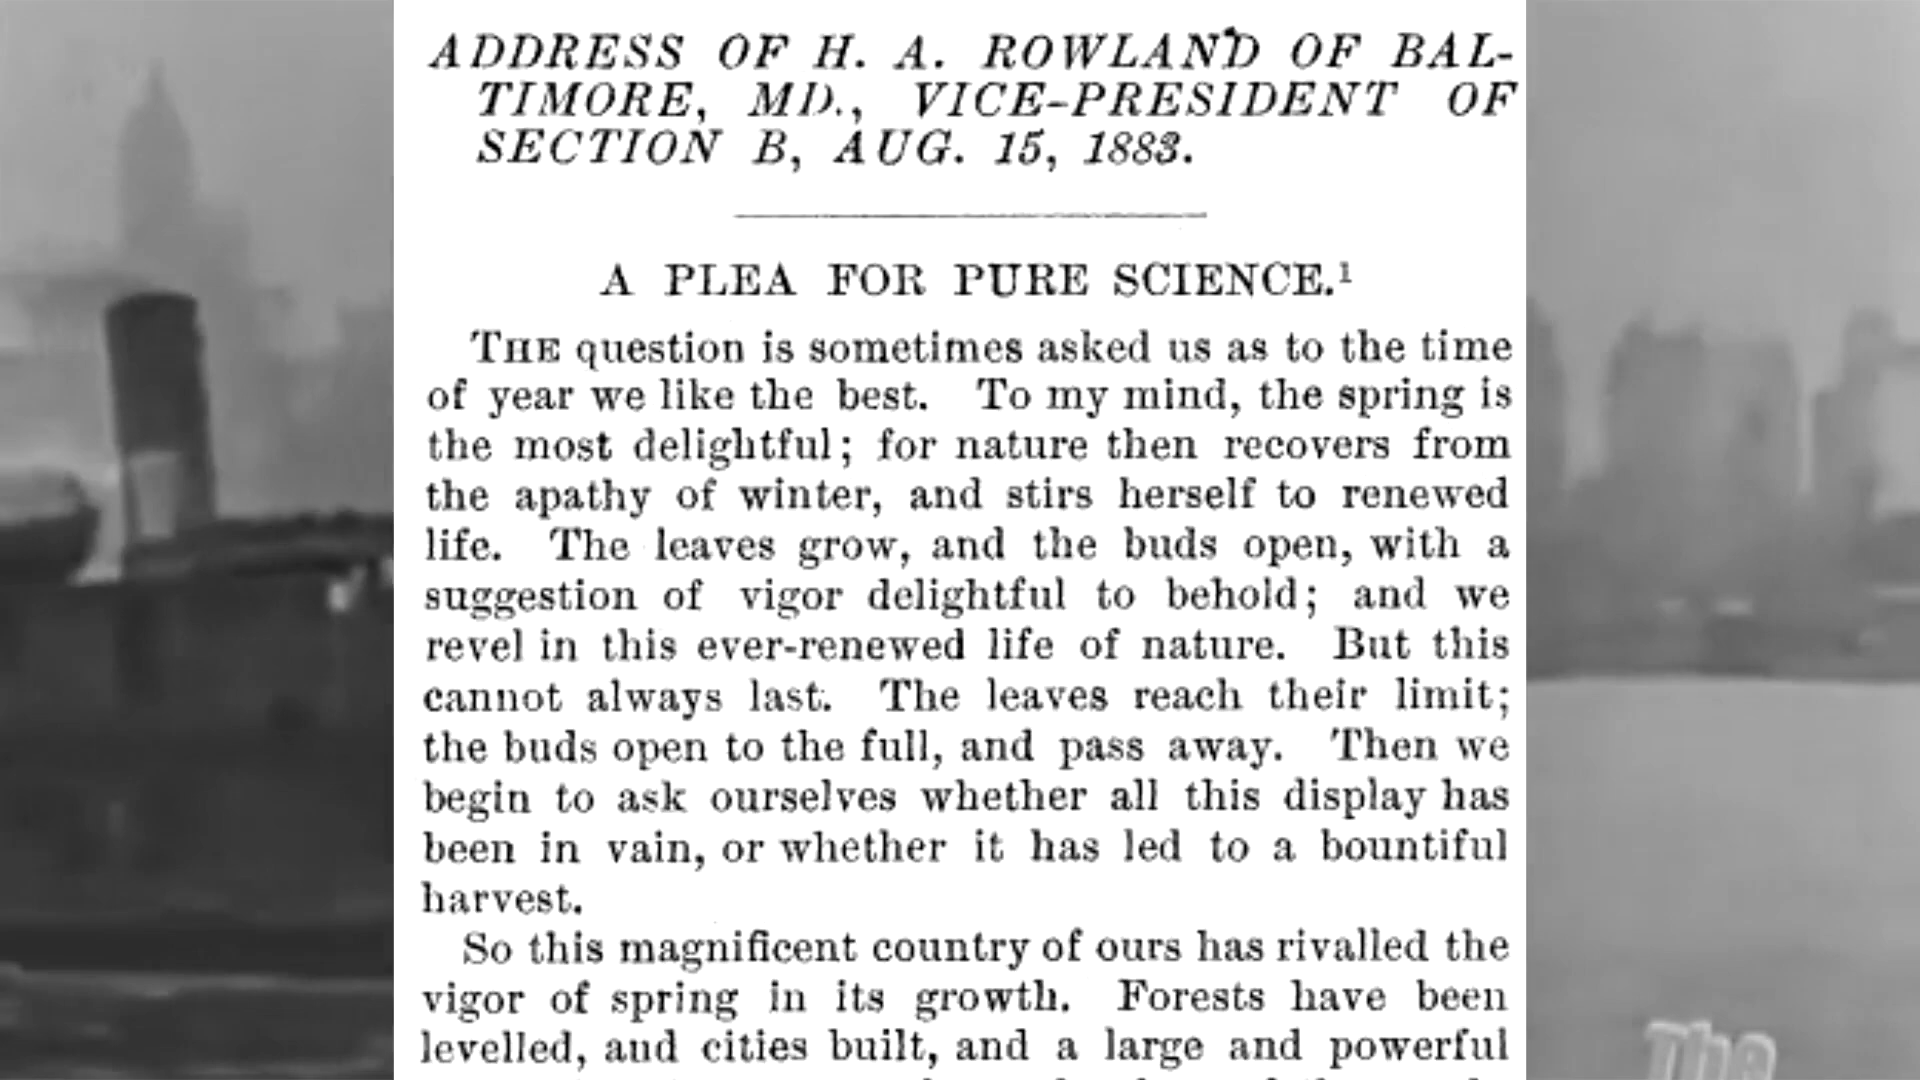 ADDRESS OF H. A. ROWLAND OF BAL-
TIMORE, MD., VICE-PRESIDENT OF
SECTION B, AUG. 15, 1883.
A PLEA FOR PURE SCIENCE.¹
THE question is sometimes asked us as to the time
of year we like the best. To my mind, the spring is
the most delightful; for nature then recovers from
the apathy of winter, and stirs herself to renewed
life. The leaves grow, and the buds open, with a
suggestion of vigor delightful to behold; and we
revel in this ever-renewed life of nature. But this
cannot always last. The leaves reach their limit;
the buds open to the full, and pass away. Then we
begin to ask ourselves whether all this display has
been in vain, or whether it has led to a bountiful
harvest.
So this magnificent country of ours has rivalled the
vigor of spring in its growth. Forests have been
levelled, and cities built, and a large and powerful
The